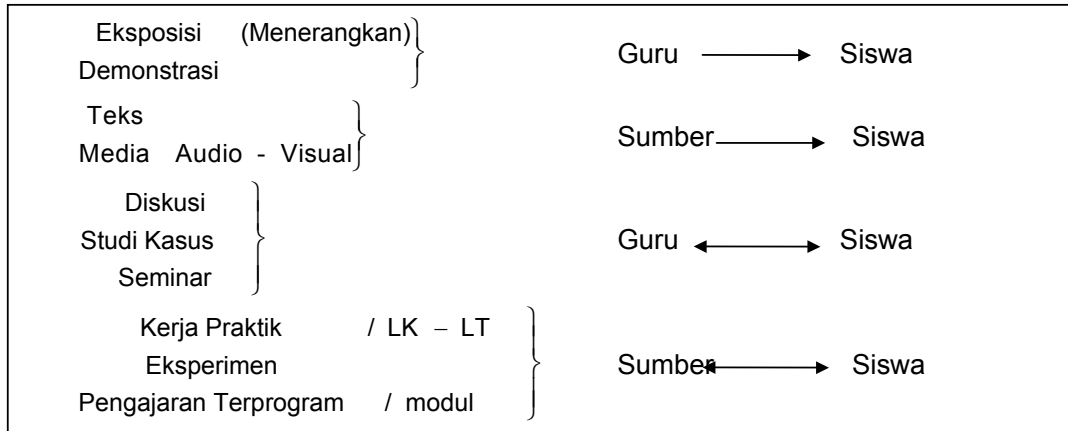 Eksposisi (Menerangkan)
Demonstrasi
Guru Siswa
Teks
Media Audio - Visual
Sumber Siswa
Diskusi
Studi Kasus
Seminar
Guru Siswa
Kerja Praktik / LK – LT
Eksperimen
Pengajaran Terprogram / modul
Sumber Siswa